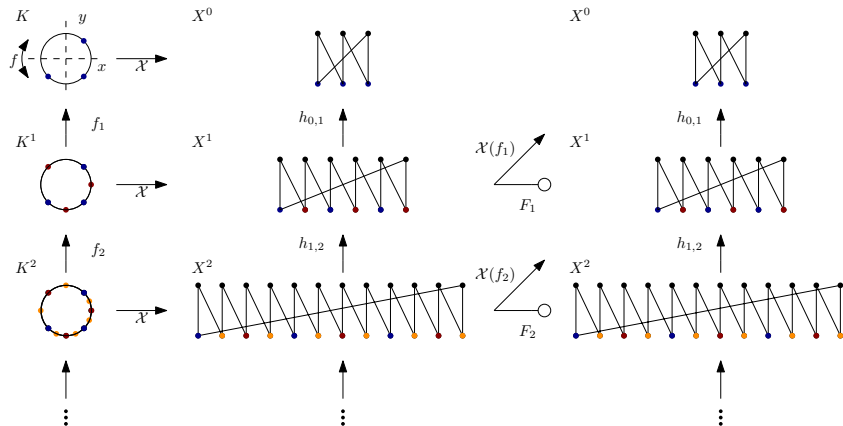 K y X^0 X^0
f x 𝒳
f_1 h_{0,1} h_{0,1}
K^1 X^1 𝒳(f_1) X^1
𝒳 F_1
f_2 h_{1,2} h_{1,2}
K^2 X^2 𝒳(f_2) X^2
𝒳 F_2